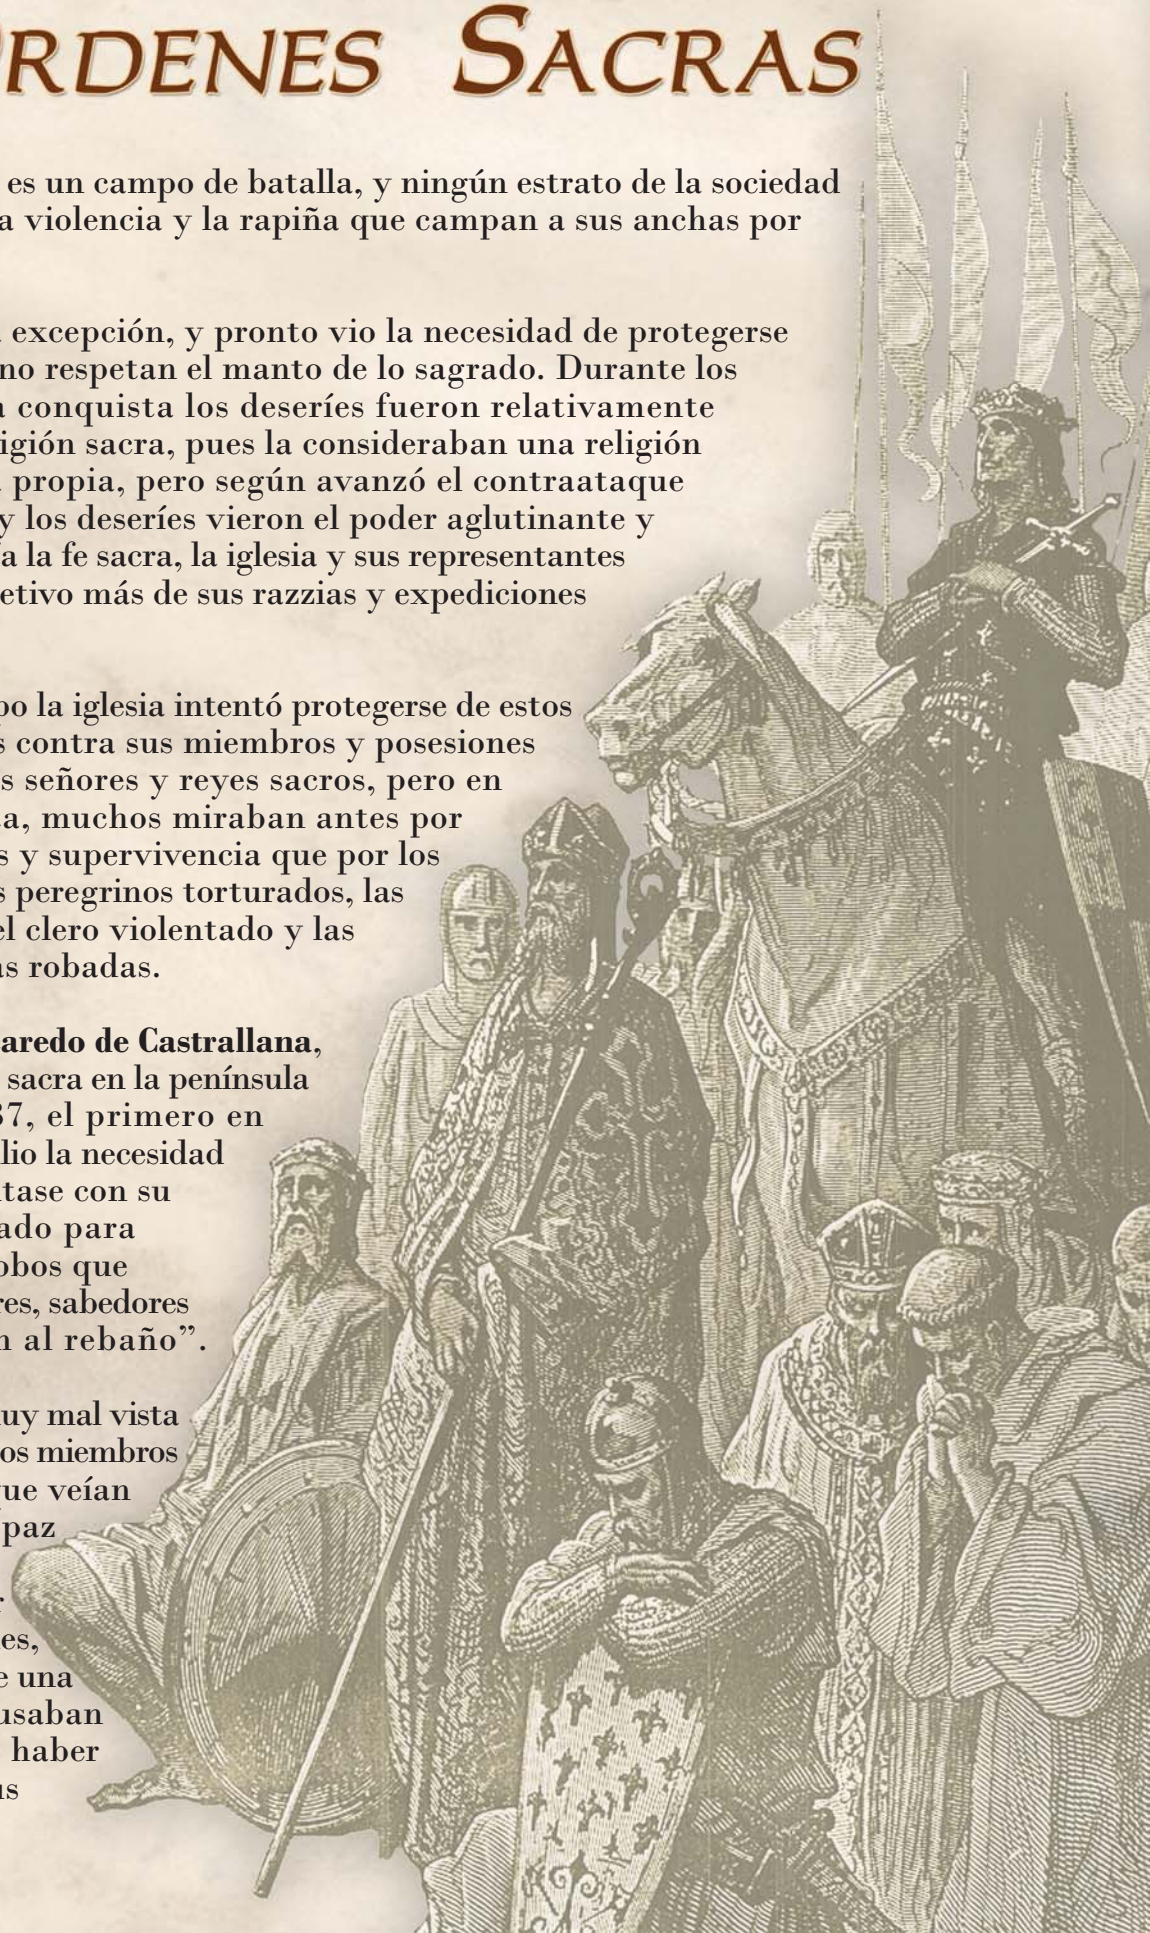 RDENES SACRAS
es un campo de batalla, y ningún estrato de la sociedad
a violencia y la rapiña que campan a sus anchas por
excepción, y pronto vio la necesidad de protegerse
no respetan el manto de lo sagrado. Durante los
a conquista los deseríes fueron relativamente
igión sacra, pues la consideraban una religión
propia, pero según avanzó el contraataque
y los deseríes vieron el poder aglutinante y
ía la fe sacra, la iglesia y sus representantes
etivo más de sus razzias y expediciones
po la iglesia intentó protegerse de estos
s contra sus miembros y posesiones
s señores y reyes sacros, pero en
a, muchos miraban antes por
s y supervivencia que por los
s peregrinos torturados, las
el clero violentado y las
as robadas.
aredo de Castrallana,
sacra en la península
37, el primero en
lio la necesidad
tase con su
ado para
obos que
res, sabedores
n al rebaño”.
uy mal vista
os miembros
que veían
paz
r
es,
e una
usaban
haber
us